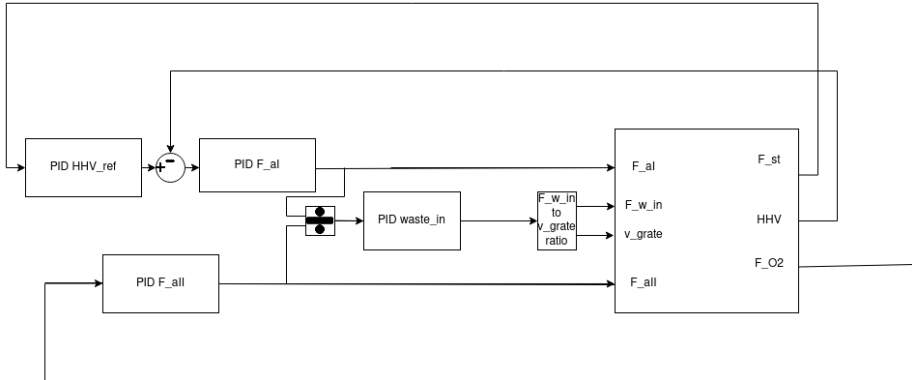 PID HHV_ref
+
-
PID F_aI
F_aI
F_st
÷
PID waste_in
F_w_in
to
v_grate
ratio
F_w_in
v_grate
HHV
F_O2
PID F_aII
F_aII